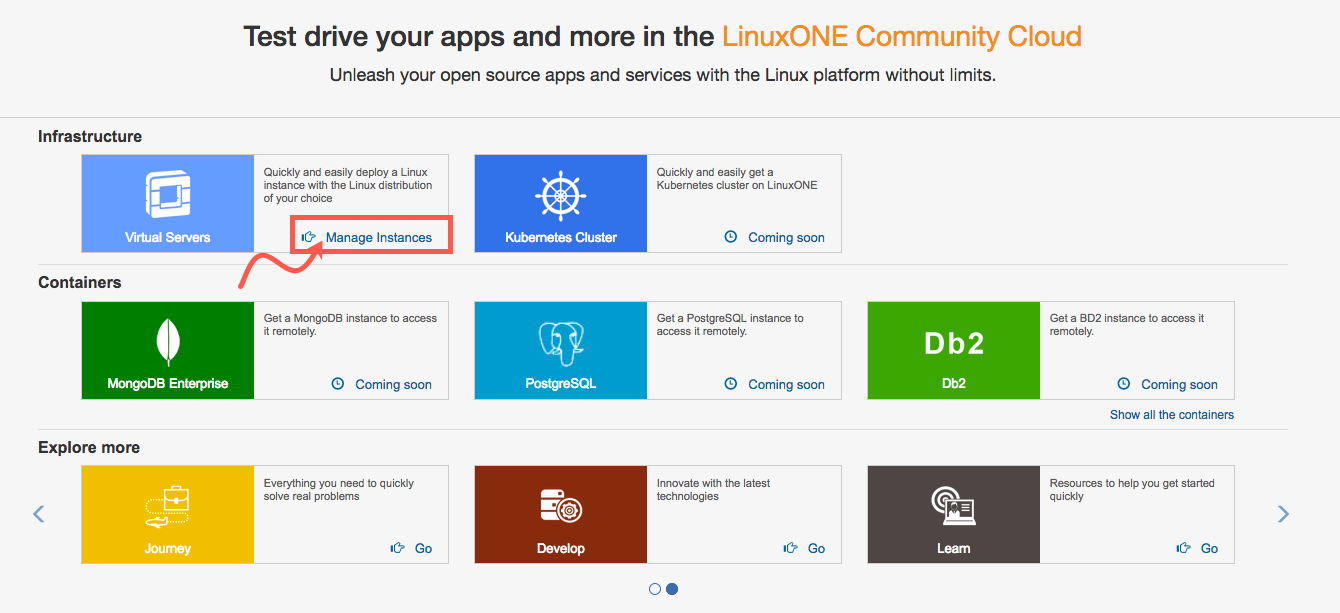 Test drive your apps and more in the LinuxONE Community Cloud
Unleash your open source apps and services with the Linux platform without limits.
Infrastructure
Quickly and easily deploy a Linux
instance with the Linux distribution
of your choice
Virtual Servers
Manage Instances
Quickly and easily get a
Kubernetes cluster on LinuxONE
Kubernetes Cluster
Coming soon
Containers
Get a MongoDB instance to access
it remotely.
MongoDB Enterprise
Coming soon
Get a PostgreSQL instance to
access it remotely.
PostgreSQL
Coming soon
Db2
Get a BD2 instance to access it
remotely.
Db2
Coming soon
Show all the containers
Explore more
Everything you need to quickly
solve real problems
Journey
Go
Innovate with the latest
technologies
Develop
Go
Resources to help you get started
quickly
Learn
Go